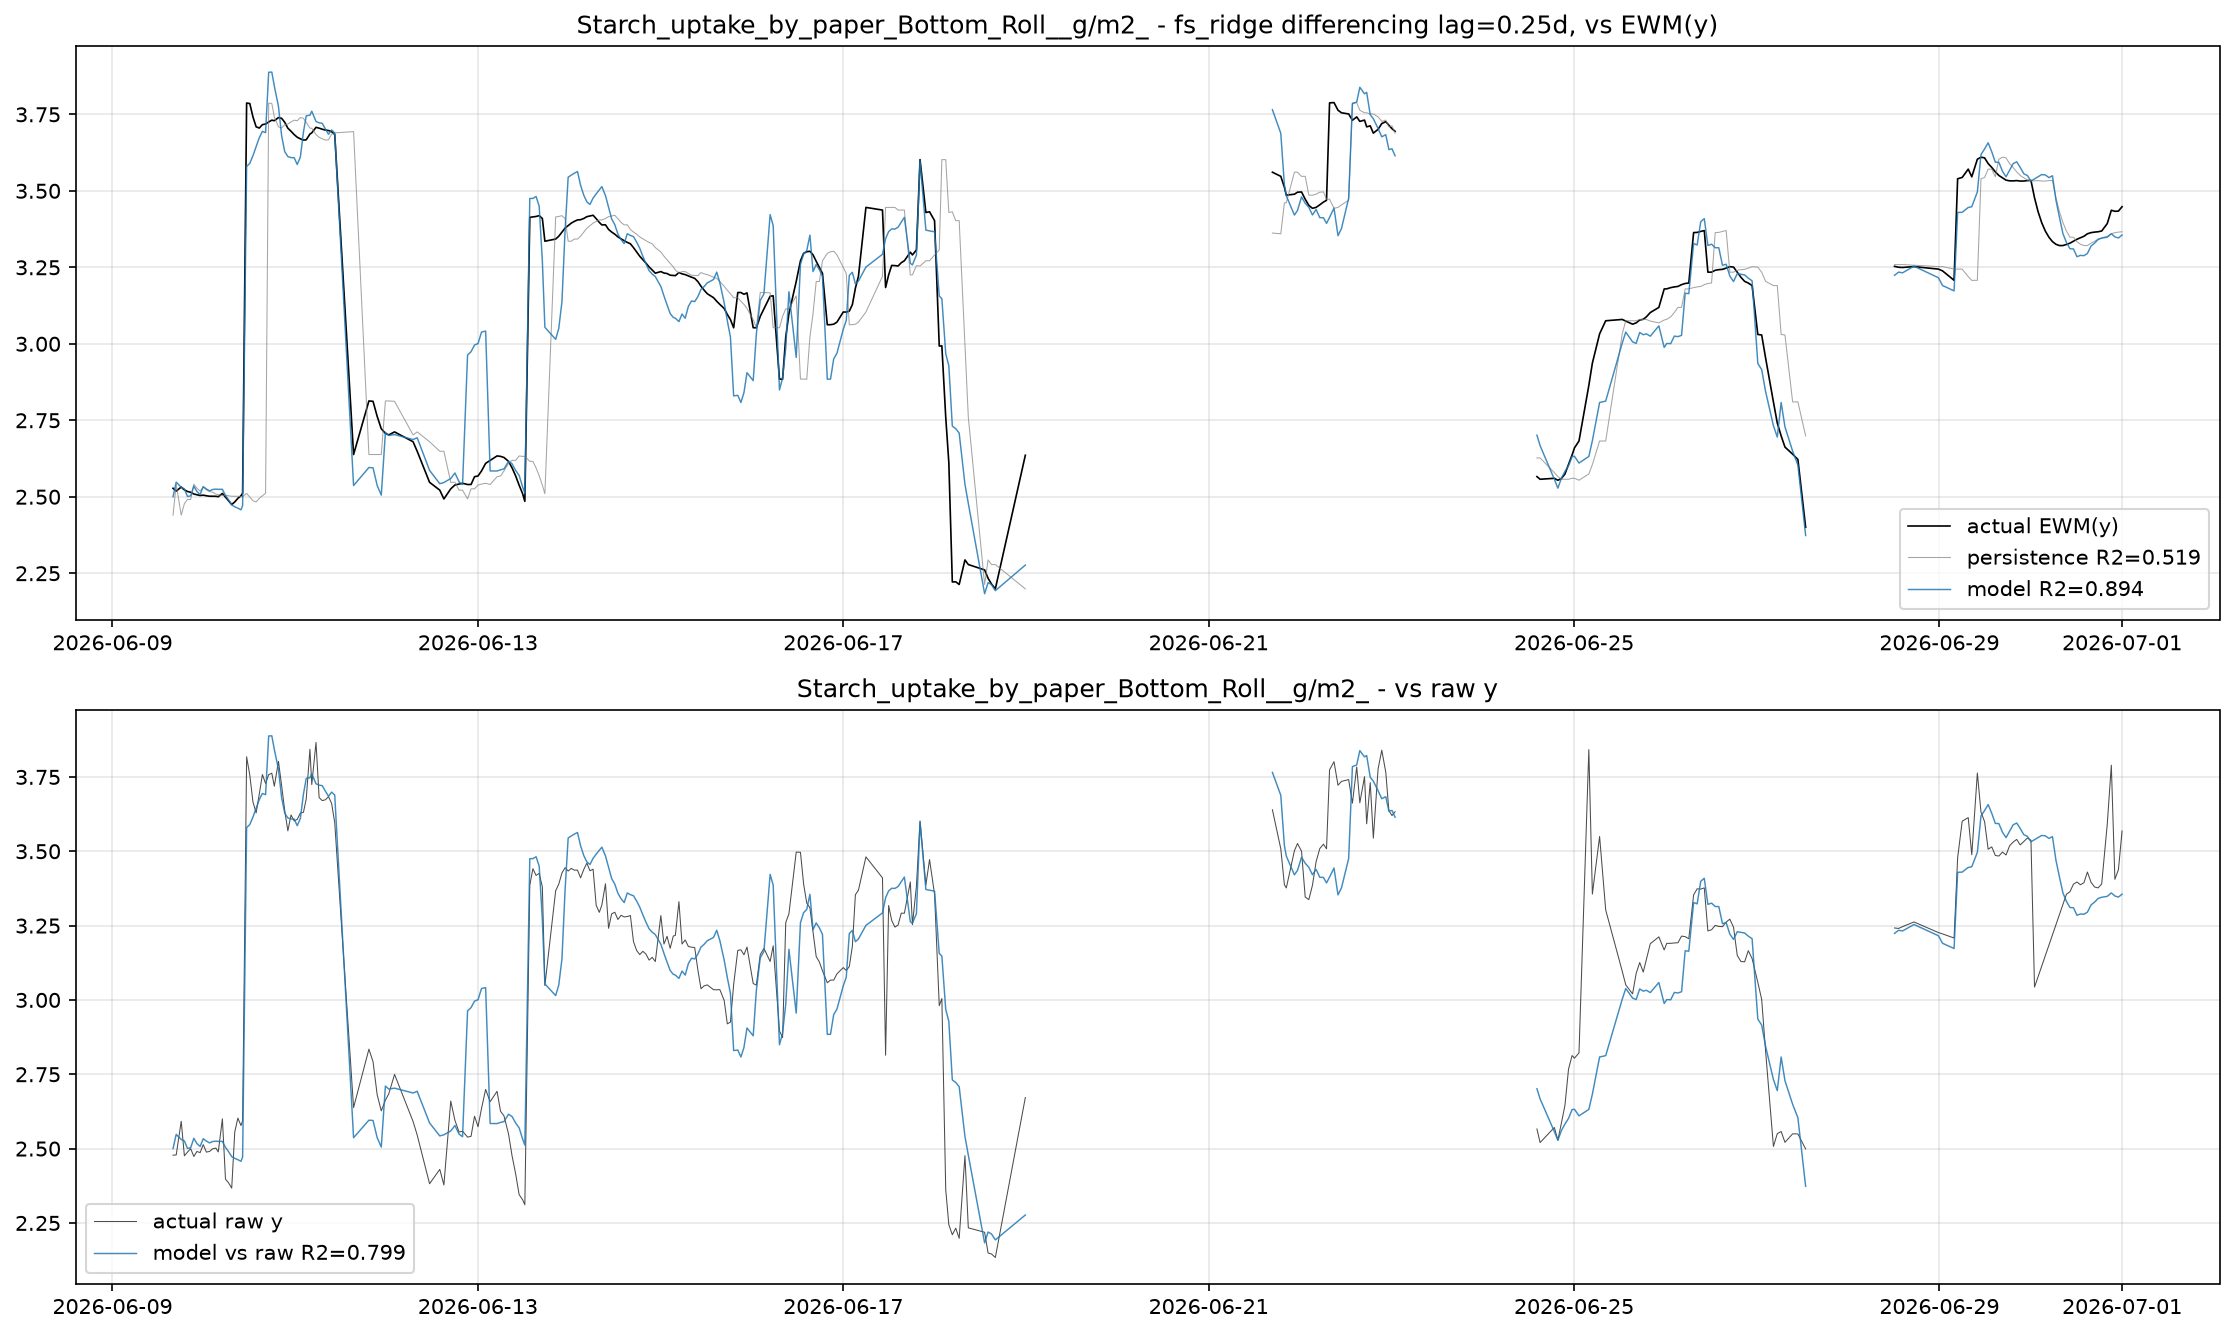 Starch_uptake_by_paper_Bottom_Roll__g/m2_ - fs_ridge differencing lag=0.25d, vs EWM(y)
3.75
3.50
3.25
3.00
2.75
2.50
2.25
actual EWM(y)
persistence R2=0.519
model R2=0.894
2026-06-09 2026-06-13 2026-06-17 2026-06-21 2026-06-25 2026-06-29 2026-07-01
Starch_uptake_by_paper_Bottom_Roll__g/m2_ - vs raw y
3.75
3.50
3.25
3.00
2.75
2.50
2.25
actual raw y
model vs raw R2=0.799
2026-06-09 2026-06-13 2026-06-17 2026-06-21 2026-06-25 2026-06-29 2026-07-01